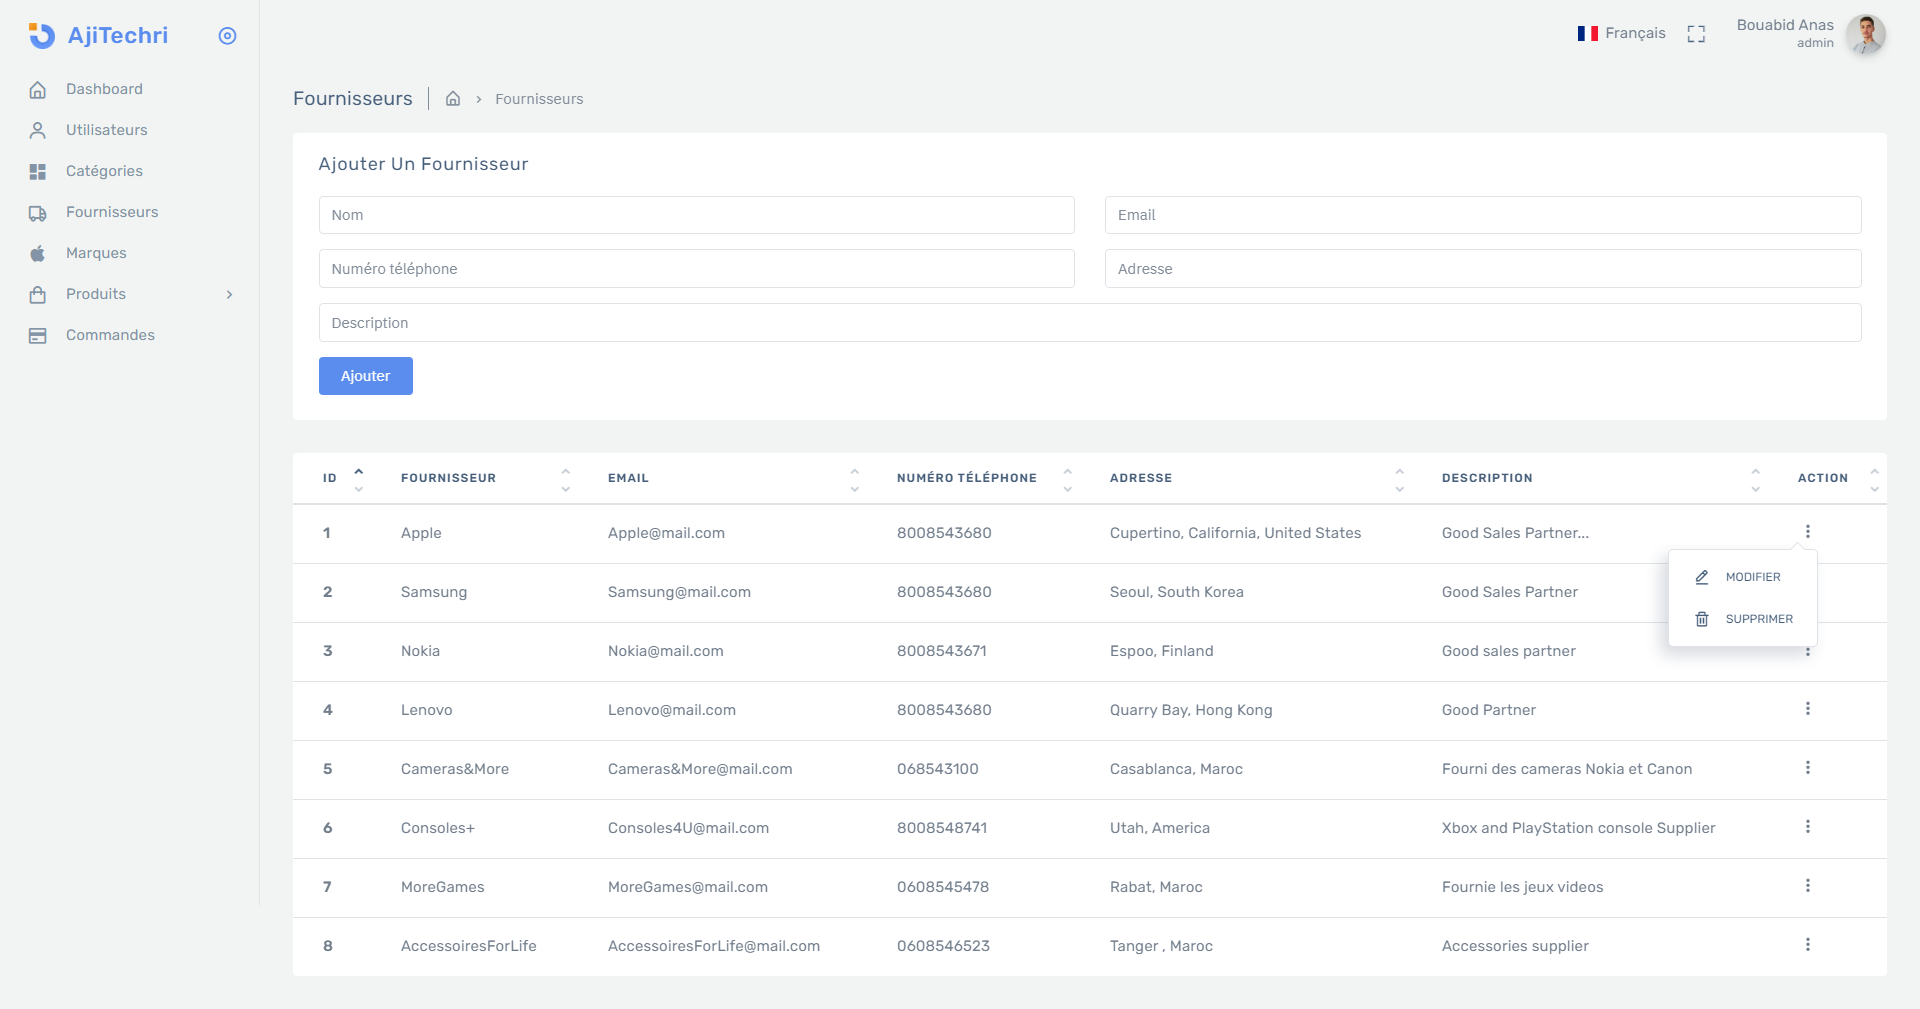 AjiTechri
Dashboard
Utilisateurs
Catégories
Fournisseurs
Marques
Produits
Commandes
Français
Bouabid Anas
admin
Fournisseurs
Fournisseurs
Ajouter Un Fournisseur
Nom
Email
Numéro téléphone
Adresse
Description
Ajouter
ID FOURNISSEUR EMAIL NUMÉRO TÉLÉPHONE ADRESSE DESCRIPTION ACTION
1 Apple Apple@mail.com 8008543680 Cupertino, California, United States Good Sales Partner...
MODIFIER
SUPPRIMER
2 Samsung Samsung@mail.com 8008543680 Seoul, South Korea Good Sales Partner
3 Nokia Nokia@mail.com 8008543671 Espoo, Finland Good sales partner
4 Lenovo Lenovo@mail.com 8008543680 Quarry Bay, Hong Kong Good Partner
5 Cameras&More Cameras&More@mail.com 068543100 Casablanca, Maroc Fourni des cameras Nokia et Canon
6 Consoles+ Consoles4U@mail.com 8008548741 Utah, America Xbox and PlayStation console Supplier
7 MoreGames MoreGames@mail.com 0608545478 Rabat, Maroc Fournie les jeux videos
8 AccessoiresForLife AccessoiresForLife@mail.com 0608546523 Tanger , Maroc Accessories supplier